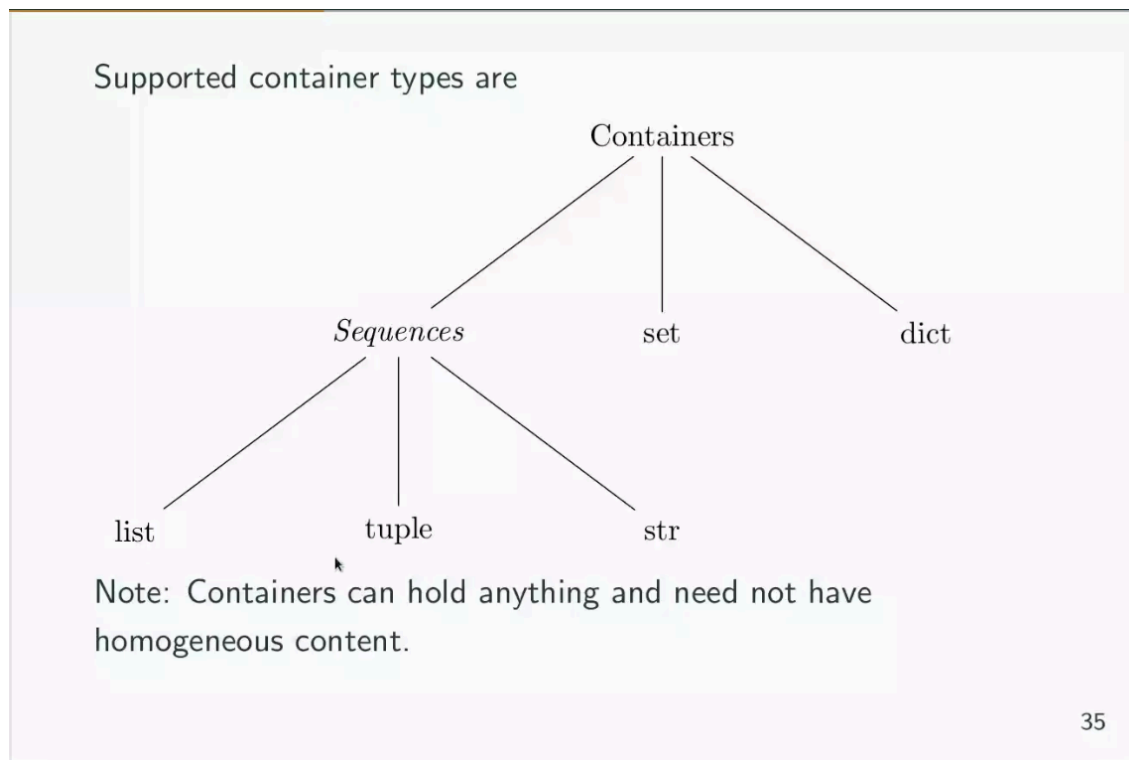 Supported container types are
Containers
Sequences set dict
list tuple str
Note: Containers can hold anything and need not have
homogeneous content.
35